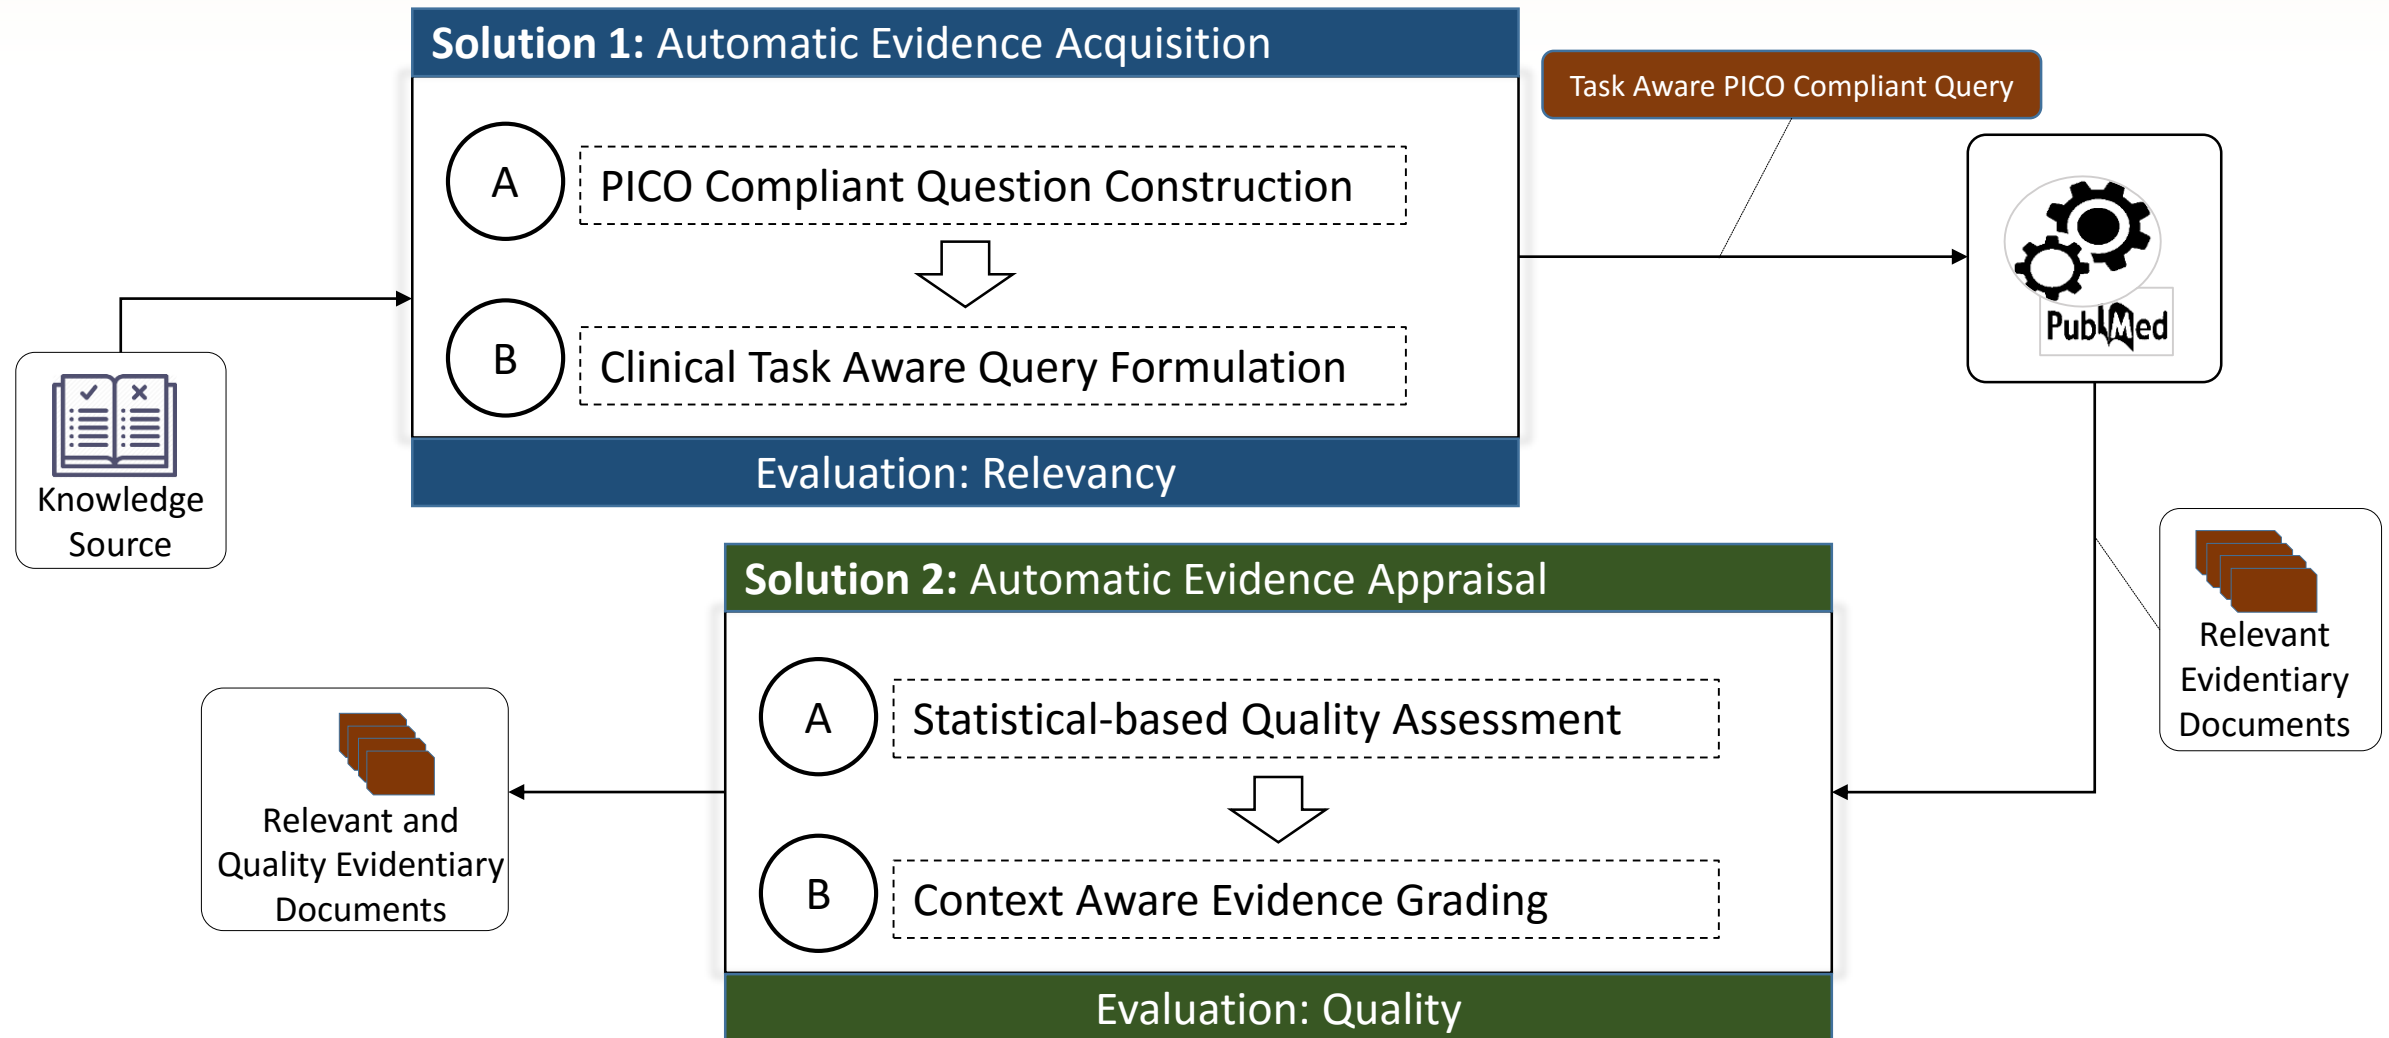 Solution 1: Automatic Evidence Acquisition
Task Aware PICO Compliant Query
A
PICO Compliant Question Construction
B
Clinical Task Aware Query Formulation
PubMed
Knowledge
Source
Evaluation: Relevancy
Relevant
Evidentiary
Documents
Solution 2: Automatic Evidence Appraisal
A
Statistical-based Quality Assessment
B
Context Aware Evidence Grading
Relevant and
Quality Evidentiary
Documents
Evaluation: Quality